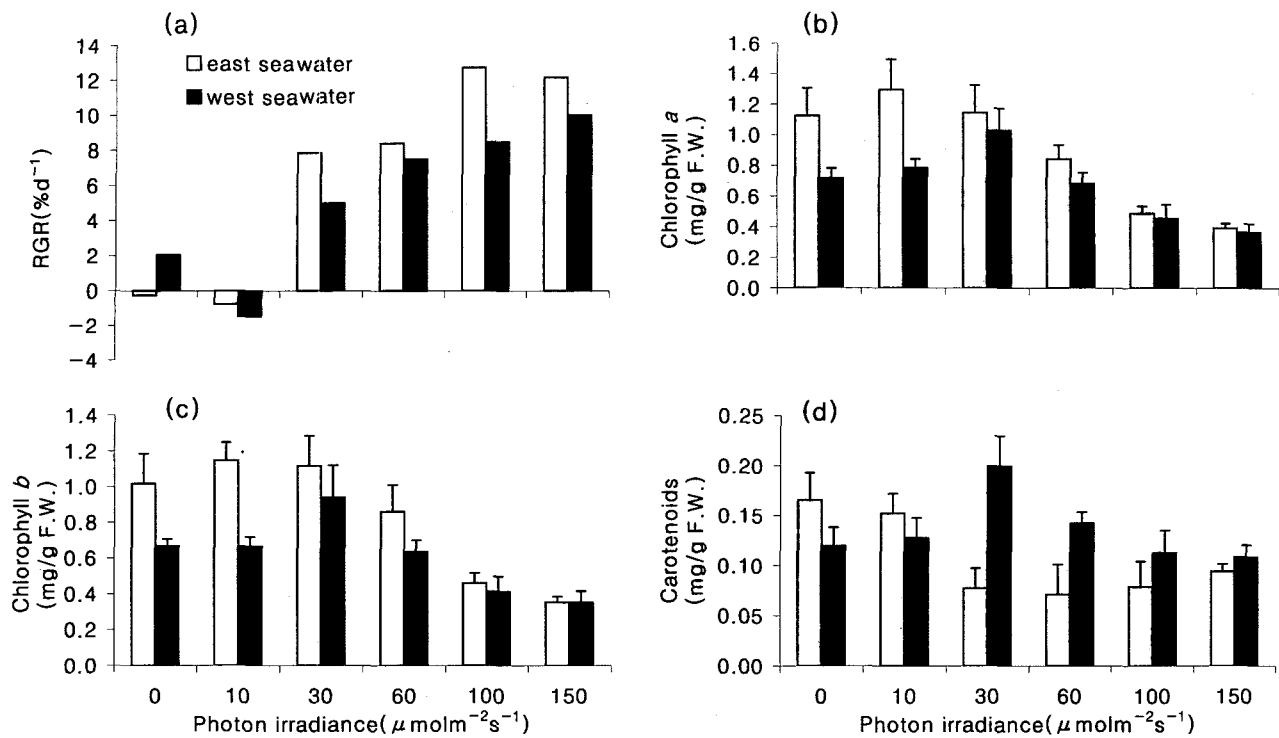 (a)
14
12
10
8
6
4
2
0
−2
−4
RGR(%d⁻¹)
east seawater
west seawater
(b)
1.6
1.4
1.2
1.0
0.8
0.6
0.4
0.2
0.0
Chlorophyll a
(mg/g F.W.)
(c)
1.4
1.2
1.0
0.8
0.6
0.4
0.2
0.0
Chlorophyll b
(mg/g F.W.)
0 10 30 60 100 150
Photon irradiance(μmolm⁻²s⁻¹)
(d)
0.25
0.20
0.15
0.10
0.05
0.00
Carotenoids
(mg/g F.W.)
0 10 30 60 100 150
Photon irradiance(μmolm⁻²s⁻¹)